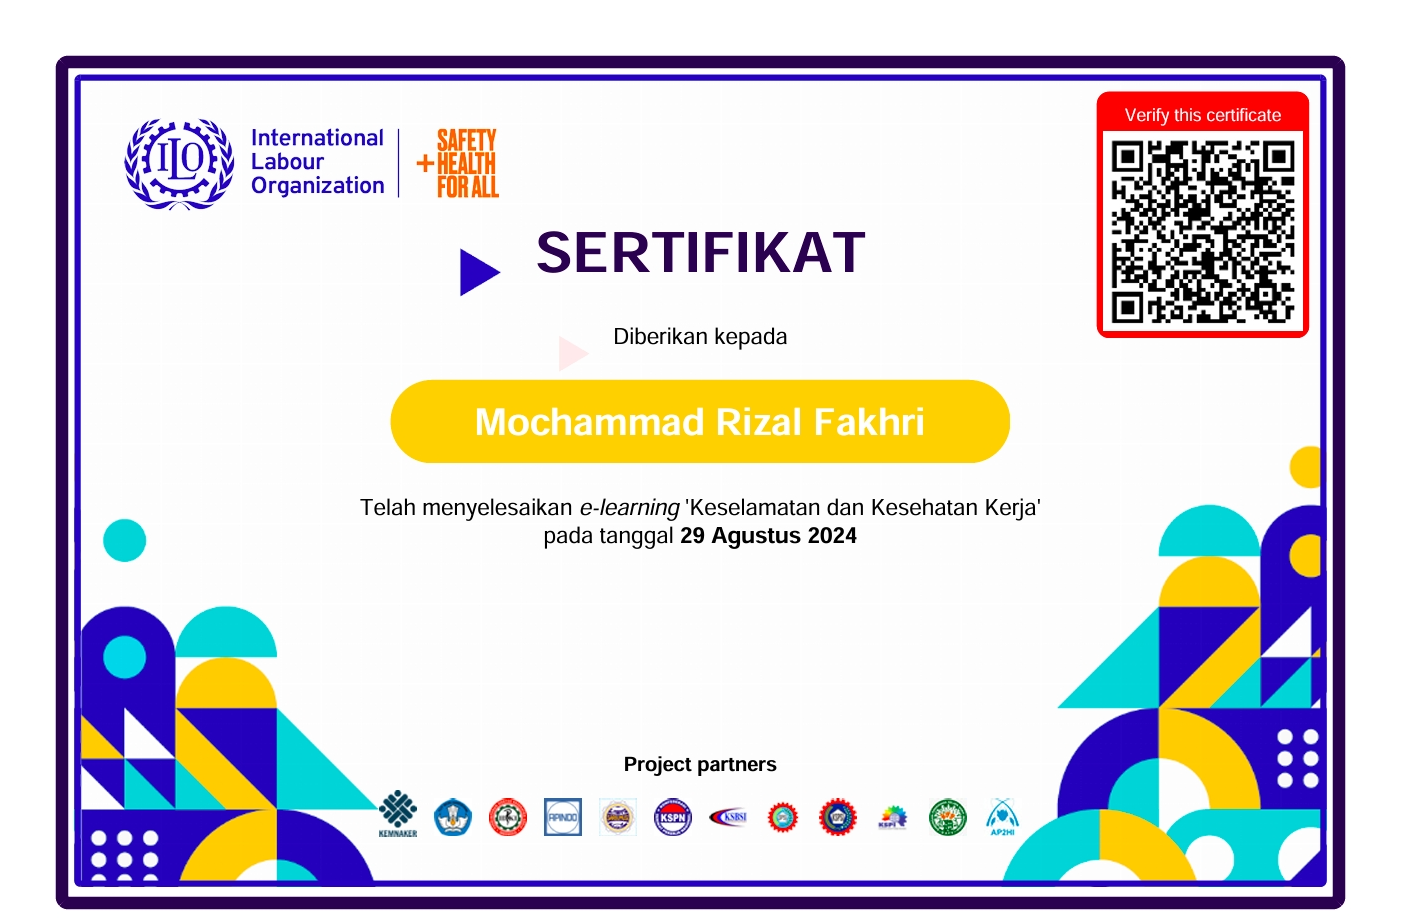 ILO
International
Labour
Organization
SAFETY
+HEALTH
FOR ALL
Verify this certificate
SERTIFIKAT
Diberikan kepada
Mochammad Rizal Fakhri
Telah menyelesaikan e-learning 'Keselamatan dan Kesehatan Kerja'
pada tanggal 29 Agustus 2024
Project partners
KEMNAKER
APINDO
KSPN
KSBSI
KSPI
AP2HI